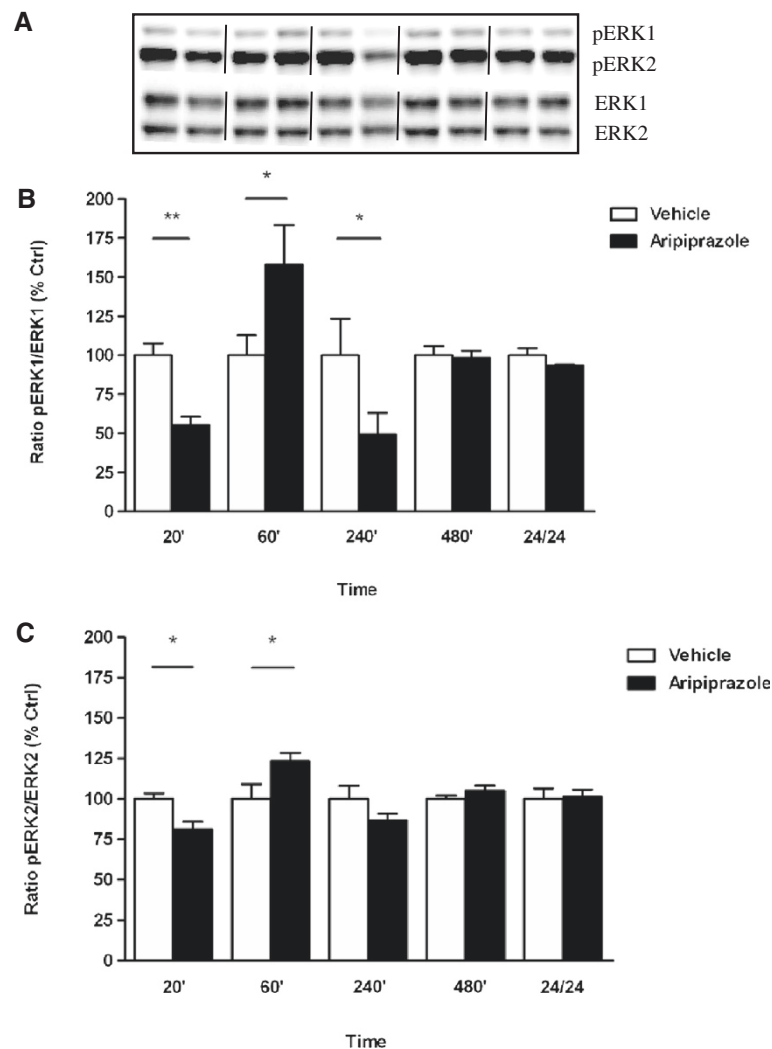 A
pERK1
pERK2
ERK1
ERK2
B
Ratio pERK1/ERK1 (% Ctrl)
200
175
150
125
100
75
50
25
0
**
*
*
Vehicle
Aripiprazole
20' 60' 240' 480' 24/24
Time
C
Ratio pERK2/ERK2 (% Ctrl)
200
175
150
125
100
75
50
25
0
*
*
Vehicle
Aripiprazole
20' 60' 240' 480' 24/24
Time